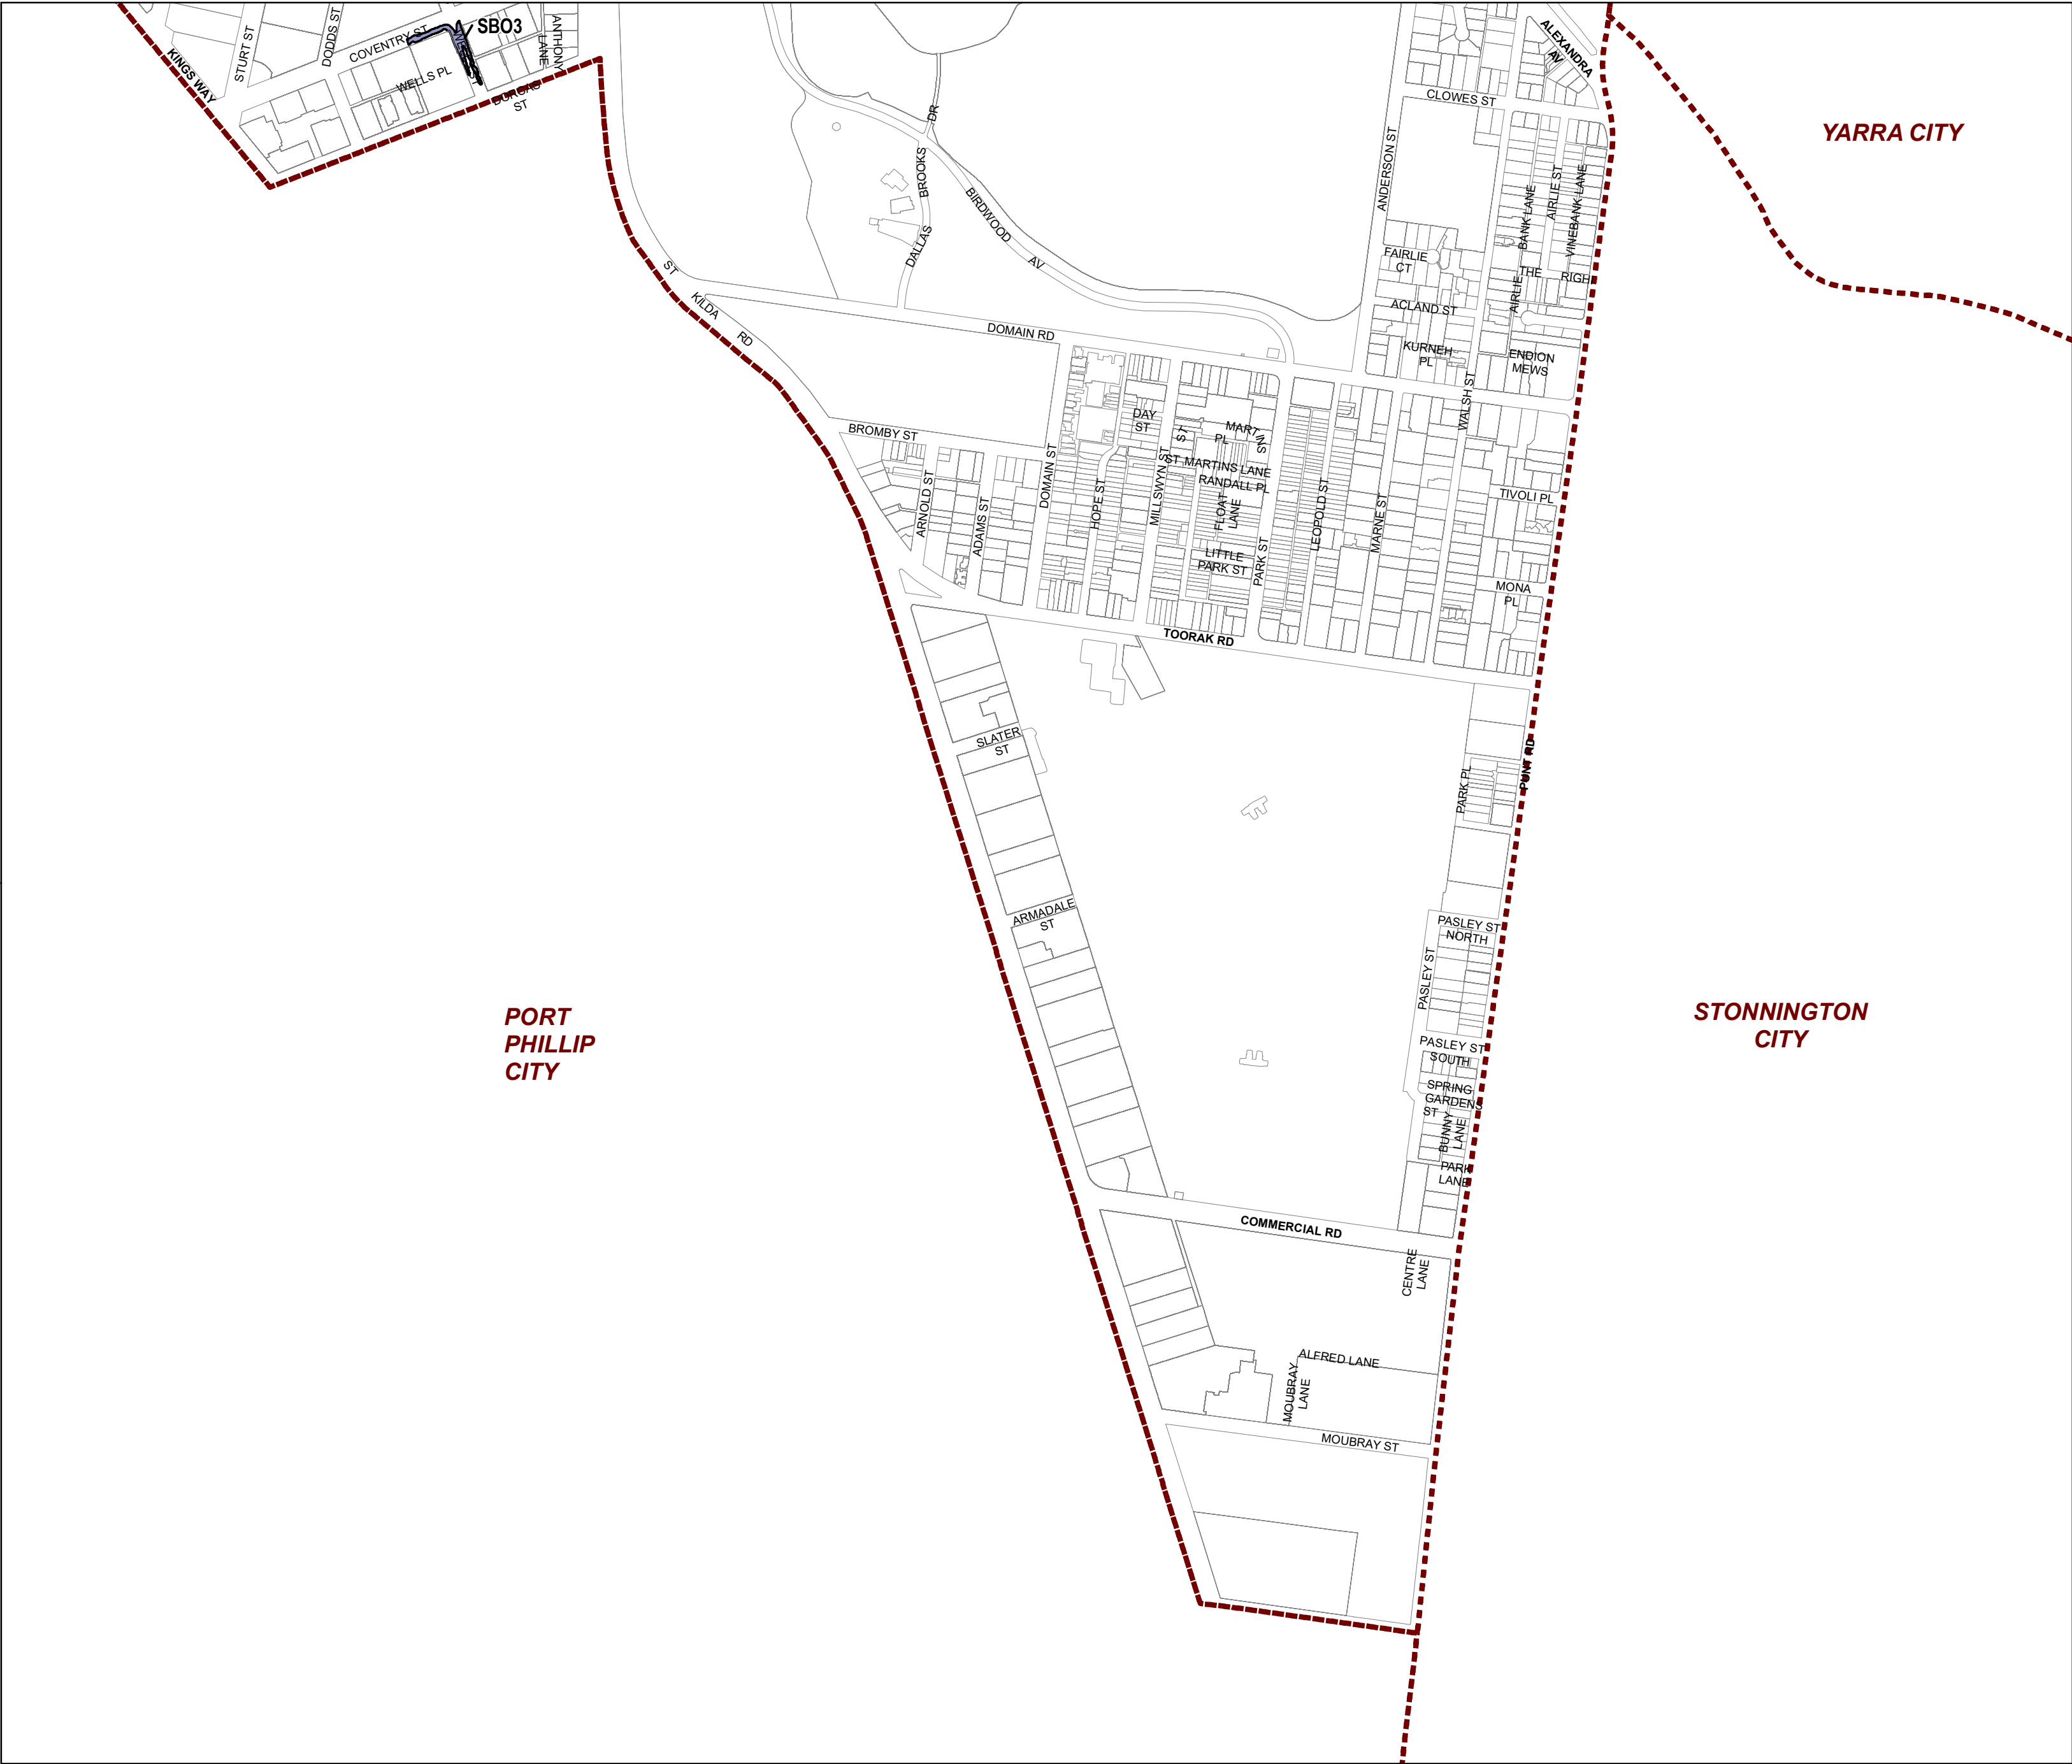 KINGS WAY
STURT ST
DODDS ST
COVENTRY ST
SBO3
ANTHONY
LANE
WELLS PL
DORCAS
ST
ALEXANDRA
AV
CLOWES ST
YARRA CITY
ANDERSON ST
DALLAS
BROOKS
DR
BIRDWOOD
AV
BANK LANE
AIRLIE
AIRLIE ST
VINEBANK LANE
FAIRLIE
CT
THE
RIGH
ACLAND ST
ST
KILDA
RD
DOMAIN RD
KURNEH
PL
ENDION
MEWS
WALSH ST
BROMBY ST
DAY
ST
ST
MARTINS
PL
ST MARTINS LANE
RANDALL PL
FLOAT
LANE
ARNOLD ST
ADAMS ST
DOMAIN ST
HOPE ST
MILLSWYN ST
LEOPOLD ST
MARNE ST
TIVOLI PL
LITTLE
PARK ST
PARK ST
MONA
PL
TOORAK RD
SLATER
ST
PARK PL
PUNT RD
ARMADALE
ST
PASLEY ST
NORTH
PASLEY ST
PORT
PHILLIP
CITY
STONNINGTON
CITY
PASLEY ST
SOUTH
SPRING
GARDENS
ST
BUNNY
LANE
PARK
LANE
COMMERCIAL RD
CENTRE
LANE
ALFRED LANE
MOUBRAY
LANE
MOUBRAY ST